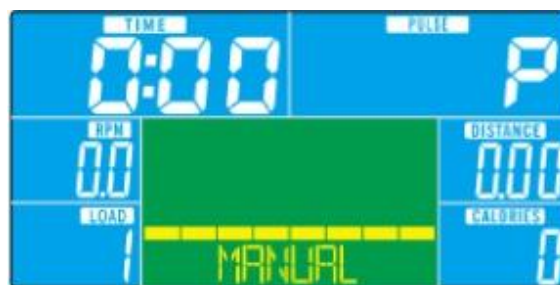 TIME
0:00
PULSE
P
RPM
0.0
DISTANCE
0.00
LOAD
1
CALORIES
0
MANUAL